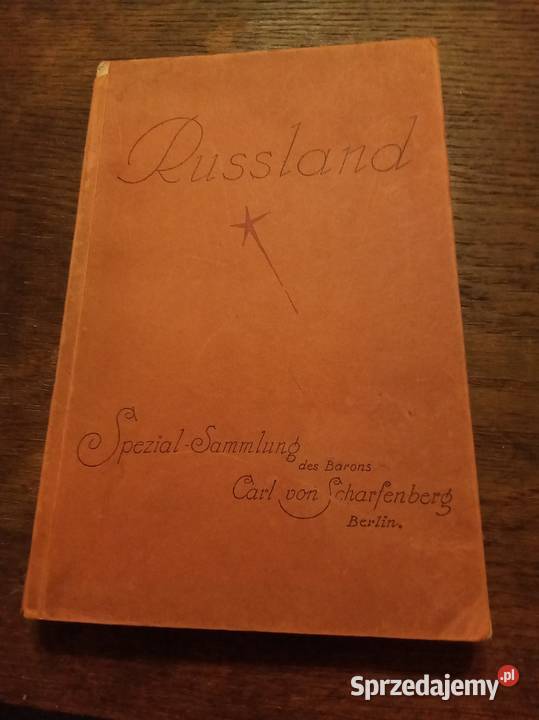 Russland
Spezial-Sammlung
des Barons
Carl von Scharfenberg
Berlin.
Sprzedajemy.pl